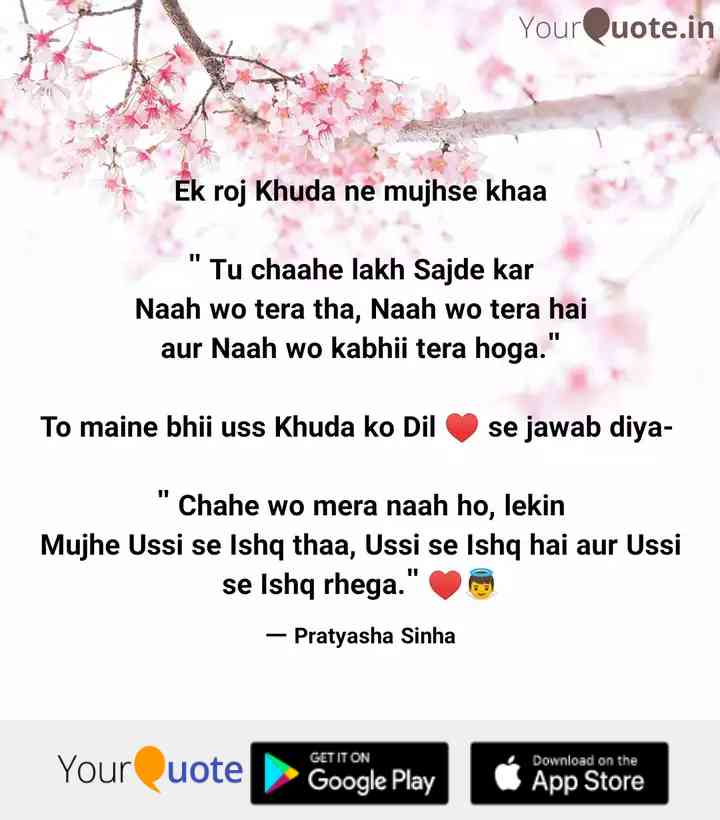 YourQuote.in
Ek roj Khuda ne mujhse khaa
" Tu chaahe lakh Sajde kar
Naah wo tera tha, Naah wo tera hai
aur Naah wo kabhii tera hoga."
To maine bhii uss Khuda ko Dil ♥️ se jawab diya-
" Chahe wo mera naah ho, lekin
Mujhe Ussi se Ishq thaa, Ussi se Ishq hai aur Ussi
se Ishq rhega." ♥️👼
— Pratyasha Sinha
YourQuote
GET IT ON
Google Play
Download on the
App Store